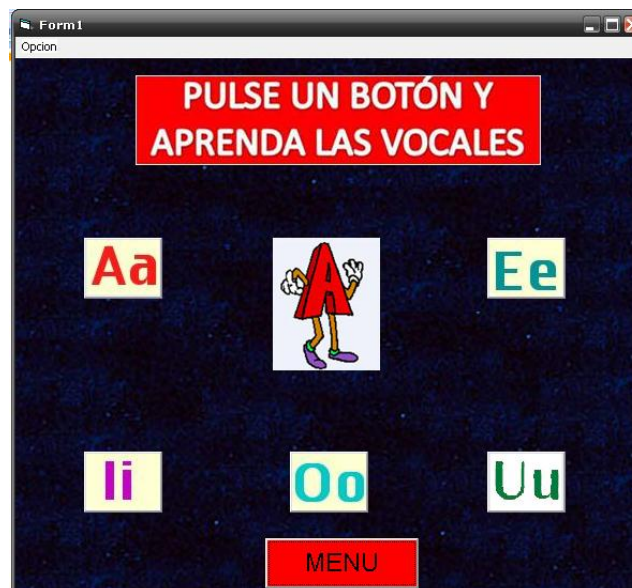 Form1
Opcion
PULSE UN BOTÓN Y
APRENDA LAS VOCALES
Aa
A
Ee
Ii
Oo
Uu
MENU